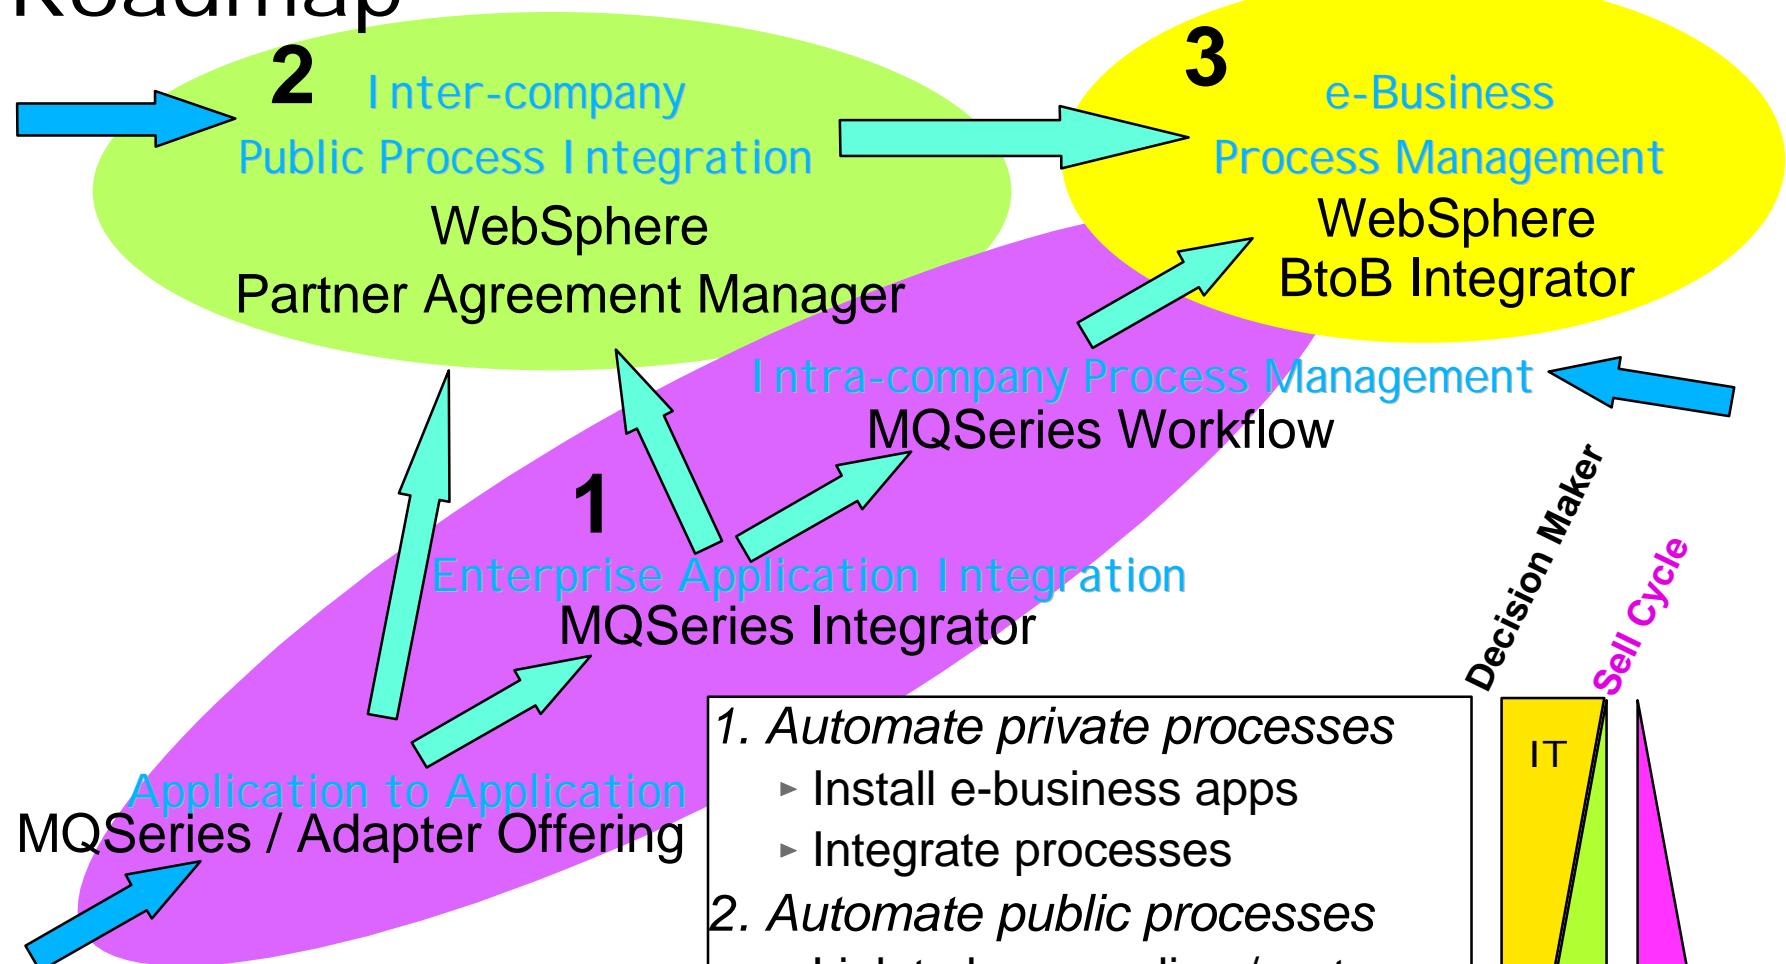 Roadmap
2
Inter-company
Public Process Integration
WebSphere
Partner Agreement Manager
3
e-Business
Process Management
WebSphere
BtoB Integrator
Intra-company Process Management
MQSeries Workflow
1
Enterprise Application Integration
MQSeries Integrator
Application to Application
MQSeries / Adapter Offering
Decision Maker
Sell Cycle
IT
1. Automate private processes
► Install e-business apps
► Integrate processes
2. Automate public processes